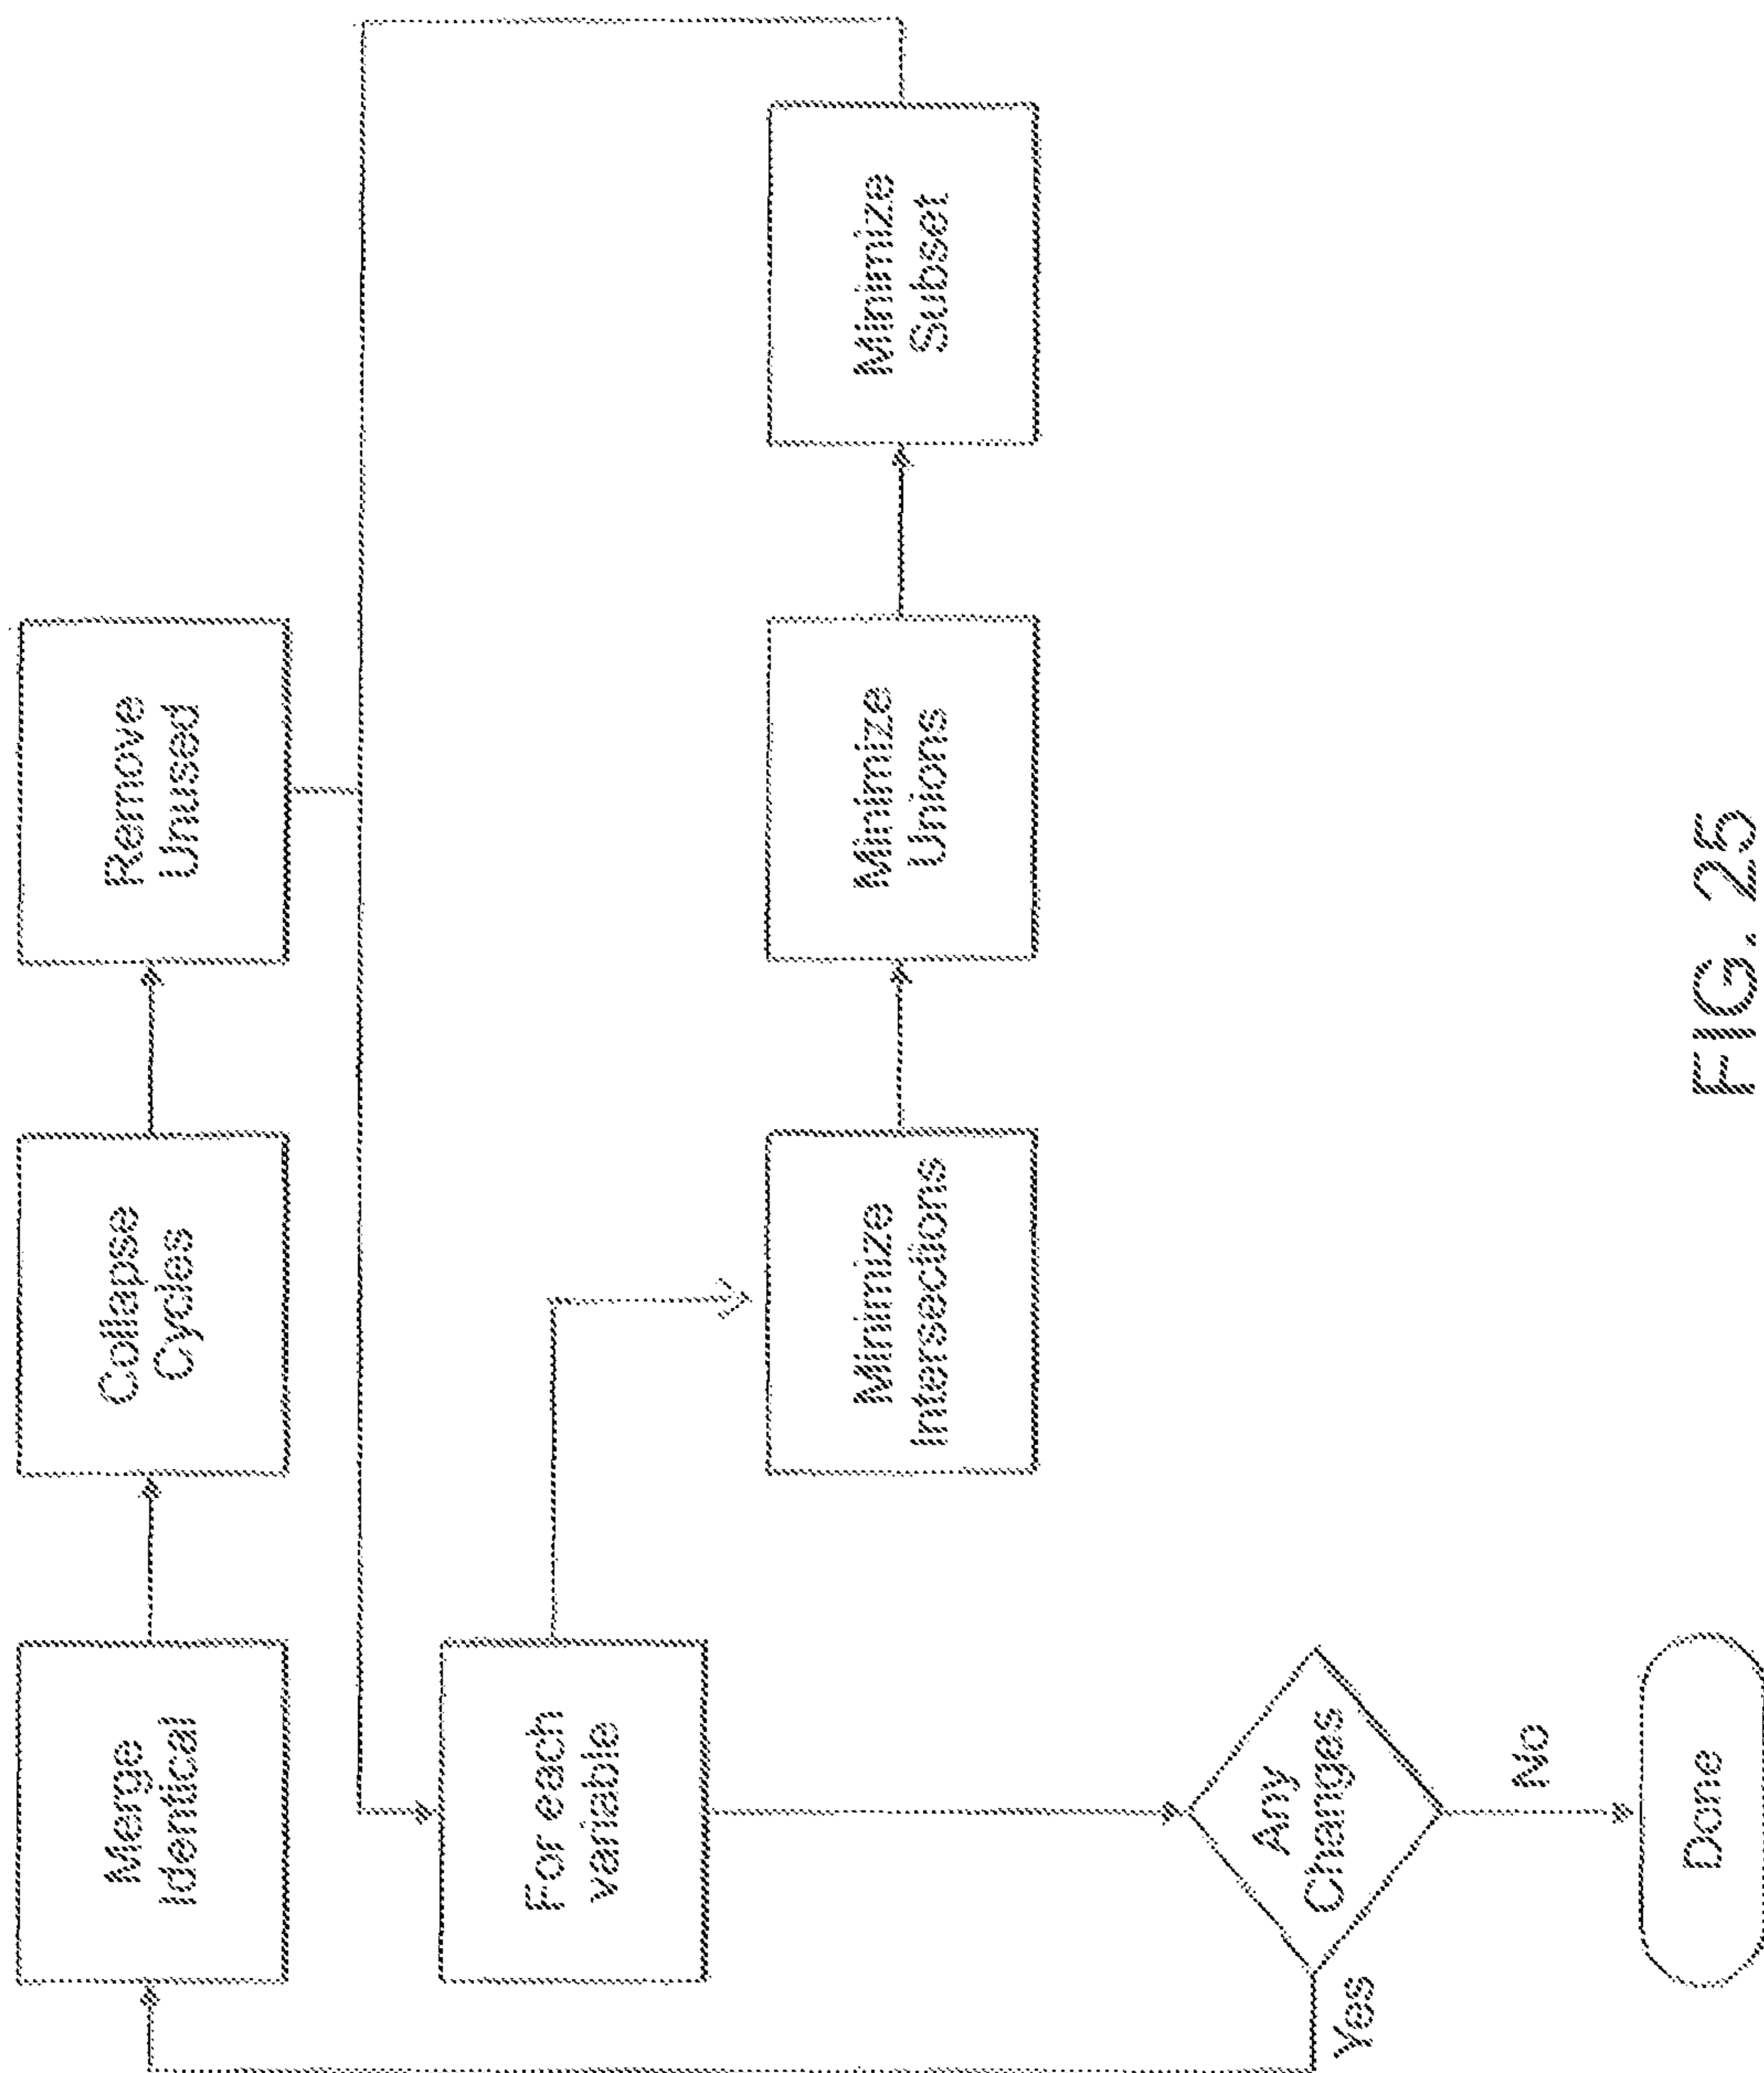 Merge
Identical
Collapse
Cycles
Remove
Unused
For each
variable
Minimize
Intersections
Minimize
Unions
Minimize
Subset
Any
Changes
Yes
No
Done
FIG. 25